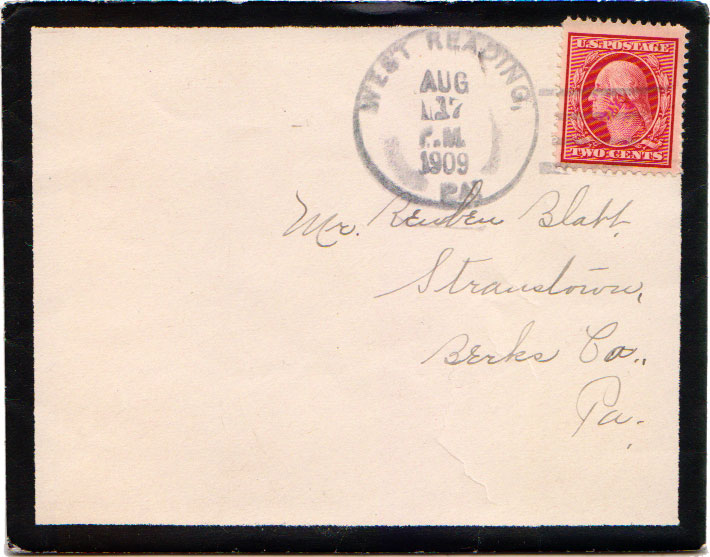 WEST READING,
AUG
17
P.M.
1909
PA.
U.S. POSTAGE
TWO CENTS
Mr. Reuben Blatt.
Strausstown,
Berks Co.,
Pa.